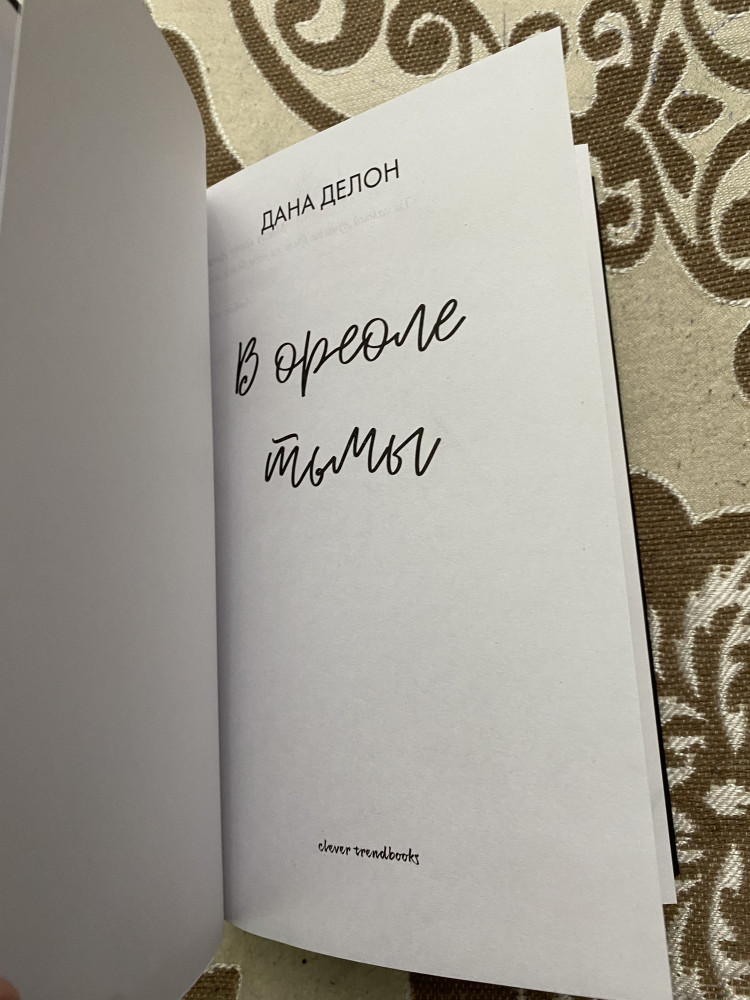 ДАНА ДЕЛОН
В ореоле
тьмы
clever trendbooks